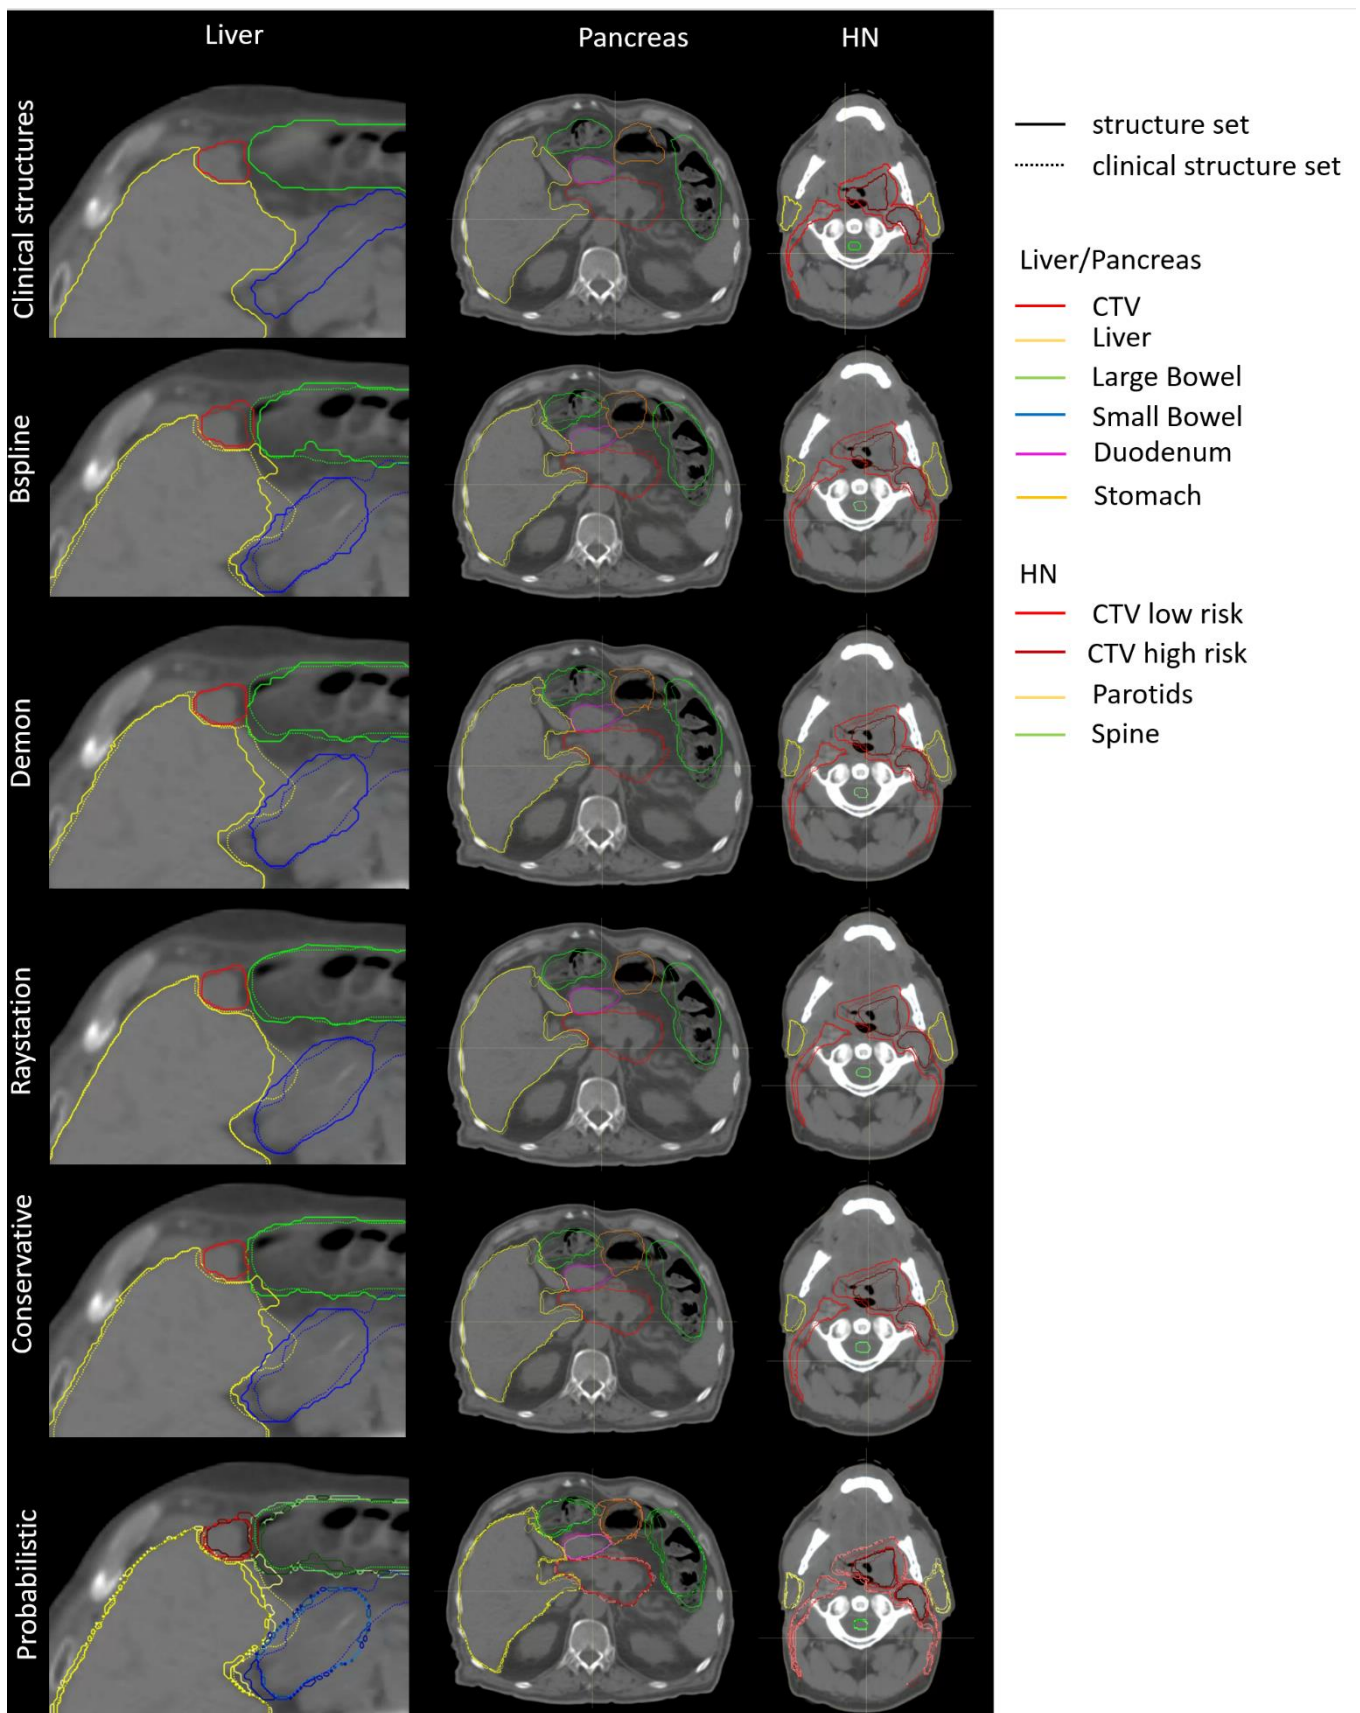 Liver
Pancreas
HN
Clinical structures
Bspline
Demon
Raystation
Conservative
Probabilistic
structure set
clinical structure set
Liver/Pancreas
CTV
Liver
Large Bowel
Small Bowel
Duodenum
Stomach
HN
CTV low risk
CTV high risk
Parotids
Spine